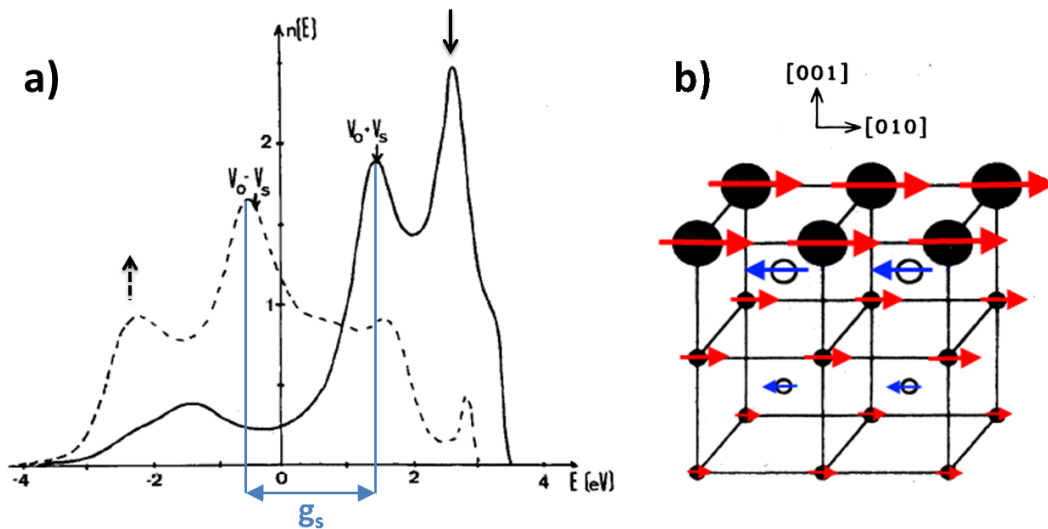 a)
n(E)
2
1
V₀ - Vₛ
V₀ + Vₛ
-4
-2
0
2
4
E (eV)
gₛ
b)
[001]
[010]